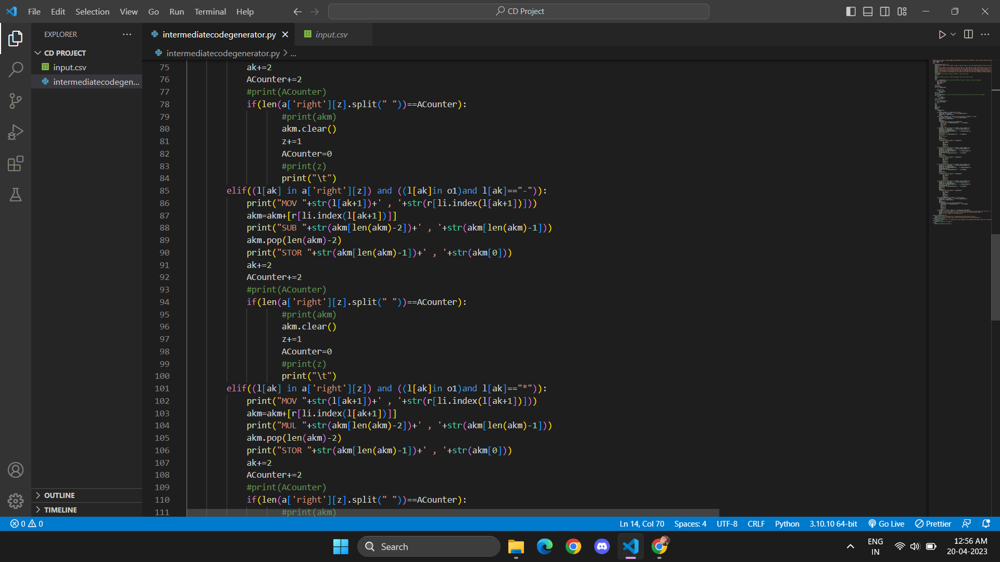 File Edit Selection View Go Run Terminal Help
CD Project
EXPLORER
CD PROJECT
input.csv
intermediatecodegen...
OUTLINE
TIMELINE
intermediatecodegenerator.py
input.csv
intermediatecodegenerator.py > ...
75 ak+=2
76 ACounter+=2
77 #print(ACounter)
78 if(len(a['right'][z].split(" "))==ACounter):
79 #print(akm)
80 akm.clear()
81 z+=1
82 ACounter=0
83 #print(z)
84 print("\t")
85 elif((l[ak] in a['right'][z]) and ((l[ak]in o1)and l[ak]=="-")):
86 print("MOV "+str(l[ak+1])+' , '+str(r[li.index(l[ak+1])]))
87 akm=akm+[r[li.index(l[ak+1])]]
88 print("SUB "+str(akm[len(akm)-2])+' , '+str(akm[len(akm)-1]))
89 akm.pop(len(akm)-2)
90 print("STOR "+str(akm[len(akm)-1])+' , '+str(akm[0]))
91 ak+=2
92 ACounter+=2
93 #print(ACounter)
94 if(len(a['right'][z].split(" "))==ACounter):
95 #print(akm)
96 akm.clear()
97 z+=1
98 ACounter=0
99 #print(z)
100 print("\t")
101 elif((l[ak] in a['right'][z]) and ((l[ak]in o1)and l[ak]=="*")):
102 print("MOV "+str(l[ak+1])+' , '+str(r[li.index(l[ak+1])]))
103 akm=akm+[r[li.index(l[ak+1])]]
104 print("MUL "+str(akm[len(akm)-2])+' , '+str(akm[len(akm)-1]))
105 akm.pop(len(akm)-2)
106 print("STOR "+str(akm[len(akm)-1])+' , '+str(akm[0]))
107 ak+=2
108 ACounter+=2
109 #print(ACounter)
110 if(len(a['right'][z].split(" "))==ACounter):
111 #print(akm)
0 0
Ln 14, Col 70 Spaces: 4 UTF-8 CRLF Python 3.10.10 64-bit Go Live Prettier
Search
ENG
IN
12:56 AM
20-04-2023